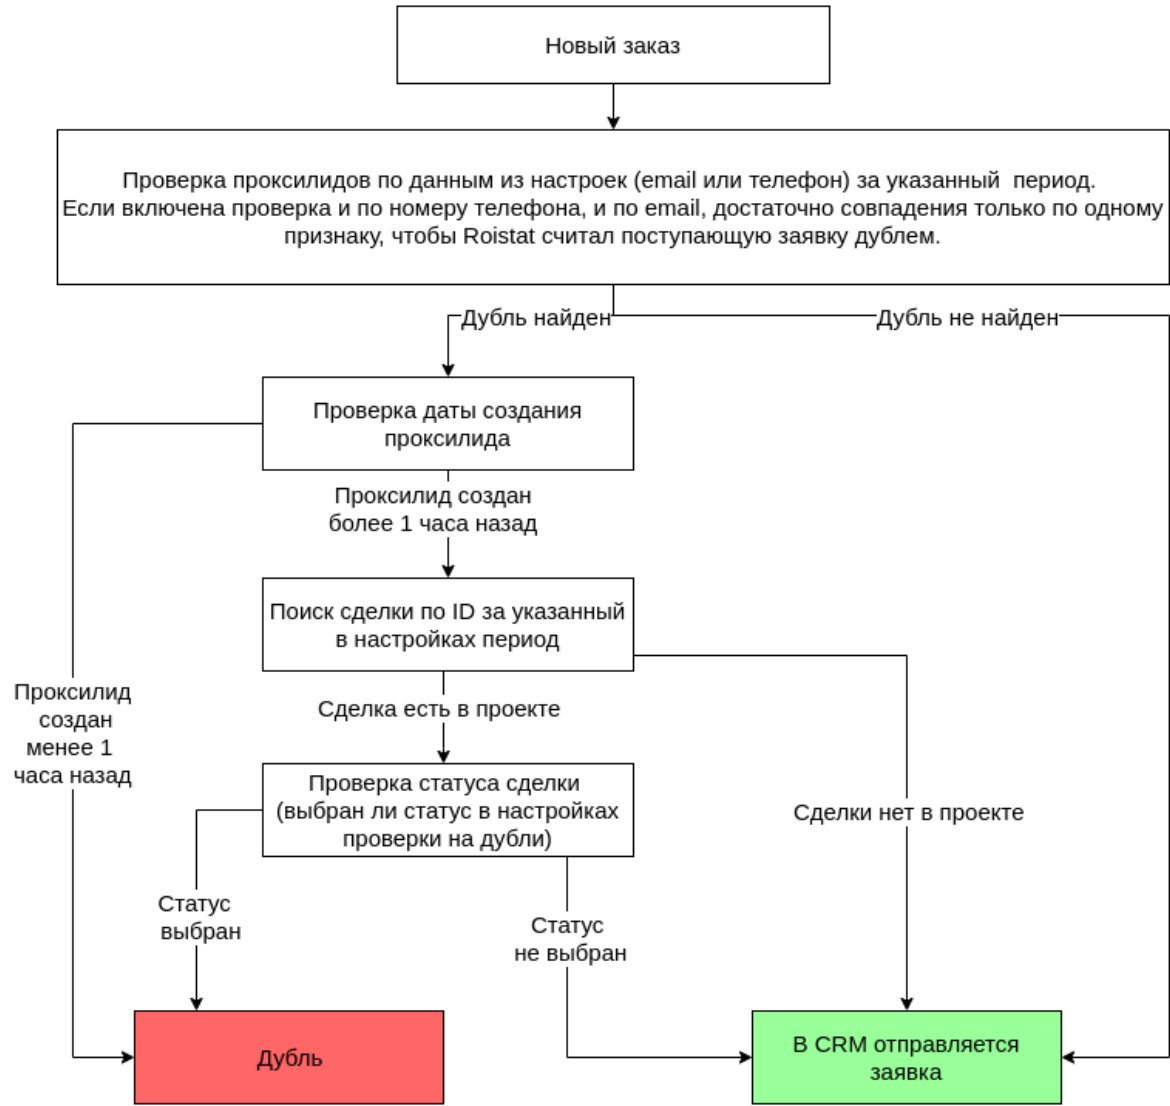 Новый заказ
Проверка проксилидов по данным из настроек (email или телефон) за указанный период.
Если включена проверка и по номеру телефона, и по email, достаточно совпадения только по одному
признаку, чтобы Roistat считал поступающую заявку дублем.
Дубль найден
Дубль не найден
Проверка даты создания
проксилида
Проксилид создан
более 1 часа назад
Поиск сделки по ID за указанный
в настройках период
Проксилид
создан
менее 1
часа назад
Сделка есть в проекте
Проверка статуса сделки
(выбран ли статус в настройках
проверки на дубли)
Сделки нет в проекте
Статус
выбран
Статус
не выбран
Дубль
В CRM отправляется
заявка